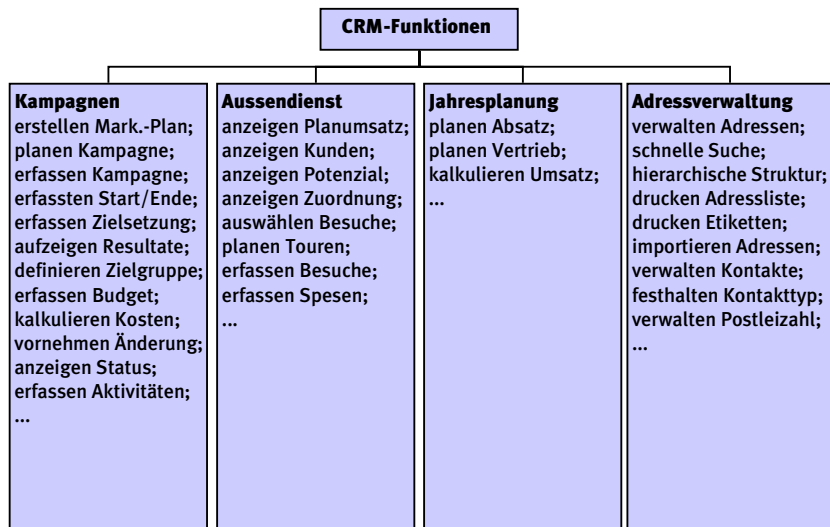 CRM-Funktionen
Kampagnen
erstellen Mark.-Plan;
planen Kampagne;
erfassen Kampagne;
erfassten Start/Ende;
erfassen Zielsetzung;
aufzeigen Resultate;
definieren Zielgruppe;
erfassen Budget;
kalkulieren Kosten;
vornehmen Änderung;
anzeigen Status;
erfassen Aktivitäten;
...
Aussendienst
anzeigen Planumsatz;
anzeigen Kunden;
anzeigen Potenzial;
anzeigen Zuordnung;
auswählen Besuche;
planen Touren;
erfassen Besuche;
erfassen Spesen;
...
Jahresplanung
planen Absatz;
planen Vertrieb;
kalkulieren Umsatz;
...
Adressverwaltung
verwalten Adressen;
schnelle Suche;
hierarchische Struktur;
drucken Adressliste;
drucken Etiketten;
importieren Adressen;
verwalten Kontakte;
festhalten Kontakttyp;
verwalten Postleizahl;
...